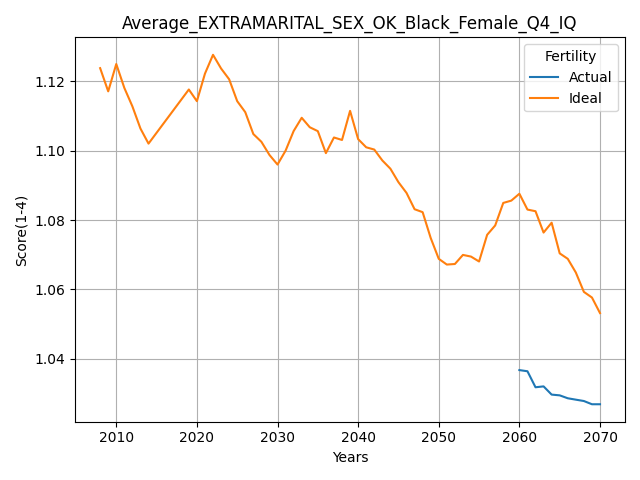 Average_EXTRAMARITAL_SEX_OK_Black_Female_Q4_IQ
Fertility
Actual
Ideal
Score(1-4)
1.12
1.10
1.08
1.06
1.04
2010 2020 2030 2040 2050 2060 2070
Years